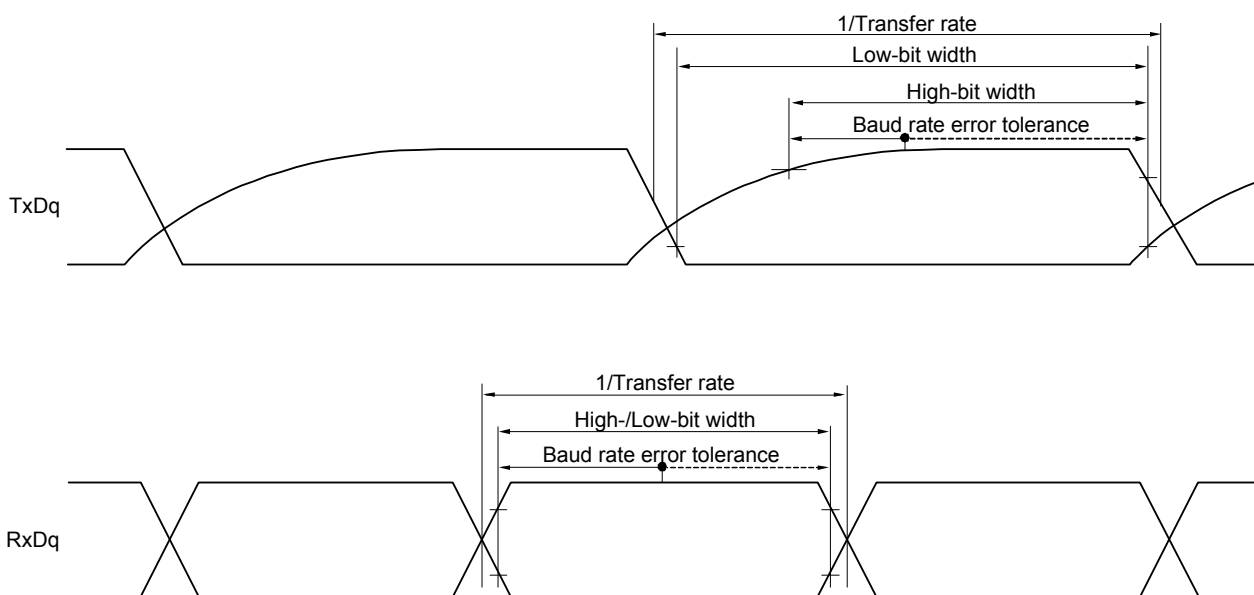 1/Transfer rate
Low-bit width
High-bit width
Baud rate error tolerance
TxDq
1/Transfer rate
High-/Low-bit width
Baud rate error tolerance
RxDq